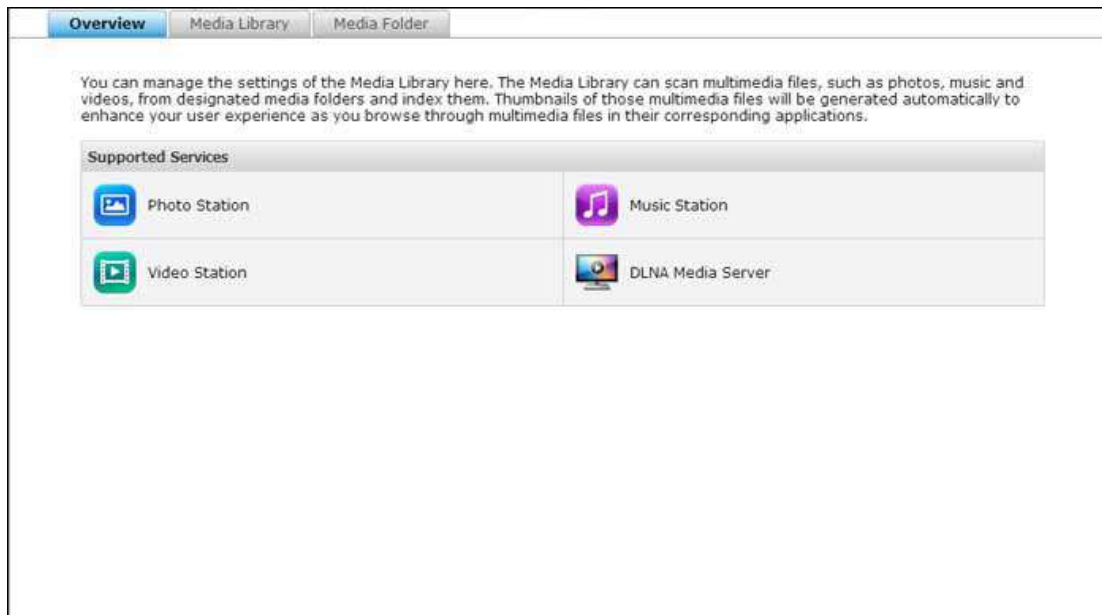 Overview Media Library Media Folder
You can manage the settings of the Media Library here. The Media Library can scan multimedia files, such as photos, music and
videos, from designated media folders and index them. Thumbnails of those multimedia files will be generated automatically to
enhance your user experience as you browse through multimedia files in their corresponding applications.
Supported Services
Photo Station Music Station
Video Station DLNA Media Server